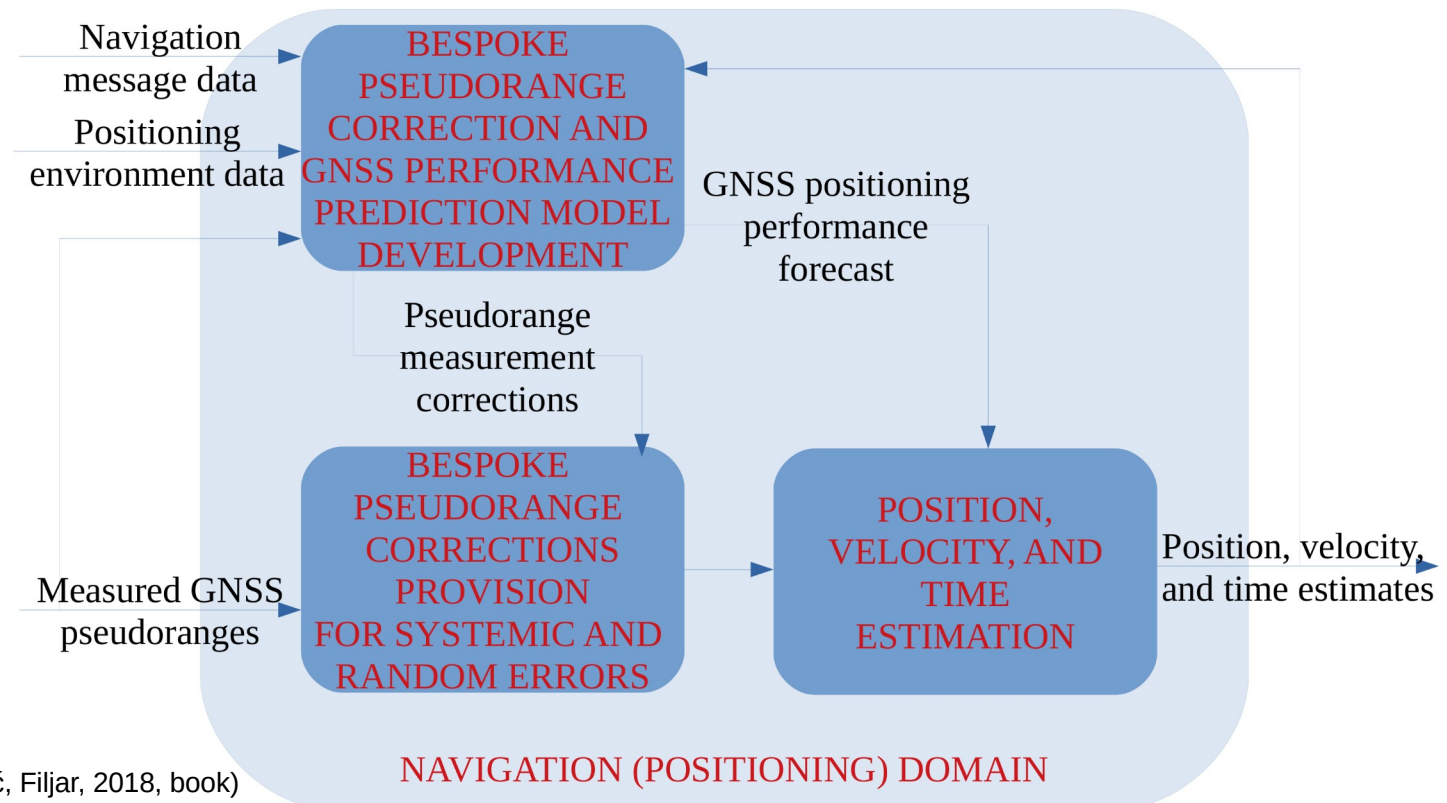 Navigation
message data
Positioning
environment data
BESPOKE
PSEUDORANGE
CORRECTION AND
GNSS PERFORMANCE
PREDICTION MODEL
DEVELOPMENT
GNSS positioning
performance
forecast
Pseudorange
measurement
corrections
Measured GNSS
pseudoranges
BESPOKE
PSEUDORANGE
CORRECTIONS
PROVISION
FOR SYSTEMIC AND
RANDOM ERRORS
POSITION,
VELOCITY, AND
TIME
ESTIMATION
Position, velocity,
and time estimates
NAVIGATION (POSITIONING) DOMAIN
, Filjar, 2018, book)